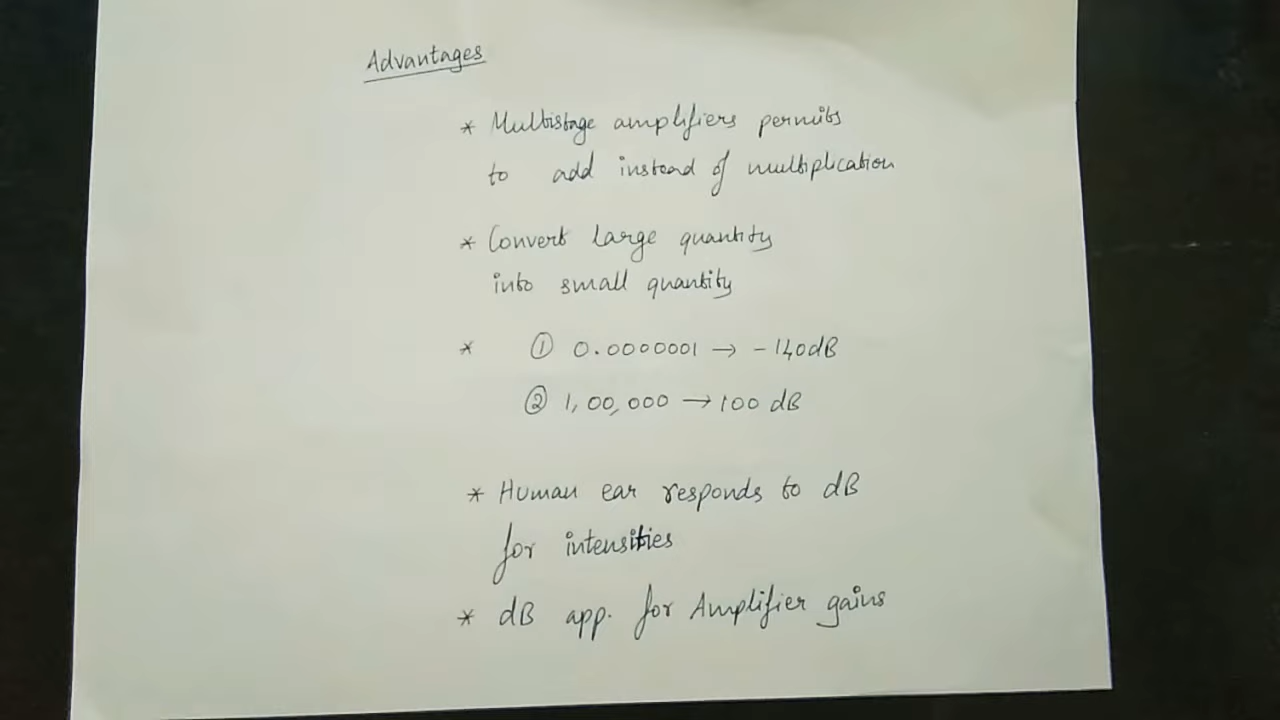 Advantages
* Multistage amplifiers permits
to add instead of multiplication
* Convert large quantity
into small quantity
* ① 0.0000001 → -140dB
② 1,00,000 → 100 dB
* Human ear responds to dB
for intensities
* dB app. for Amplifier gains